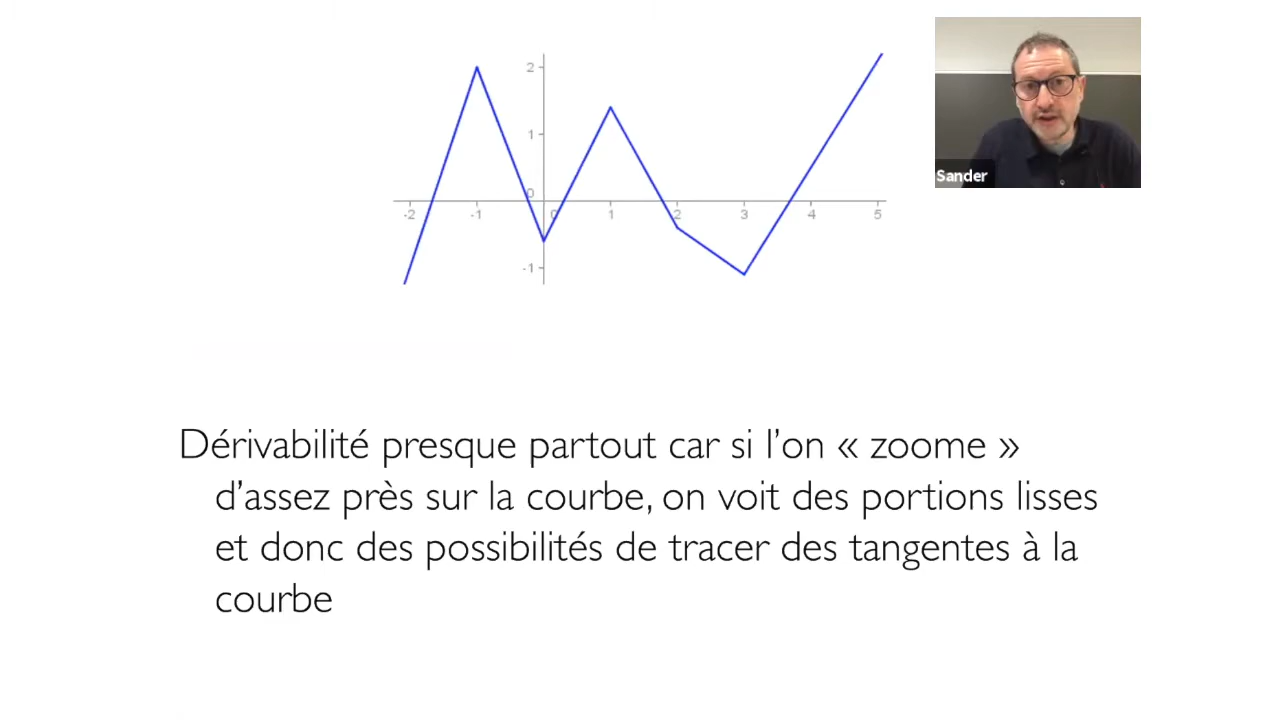 2
1
0
-2
-1
0
1
2
3
4
5
-1
Sander
Dérivabilité presque partout car si l’on « zoome »
d’assez près sur la courbe, on voit des portions lisses
et donc des possibilités de tracer des tangentes à la
courbe